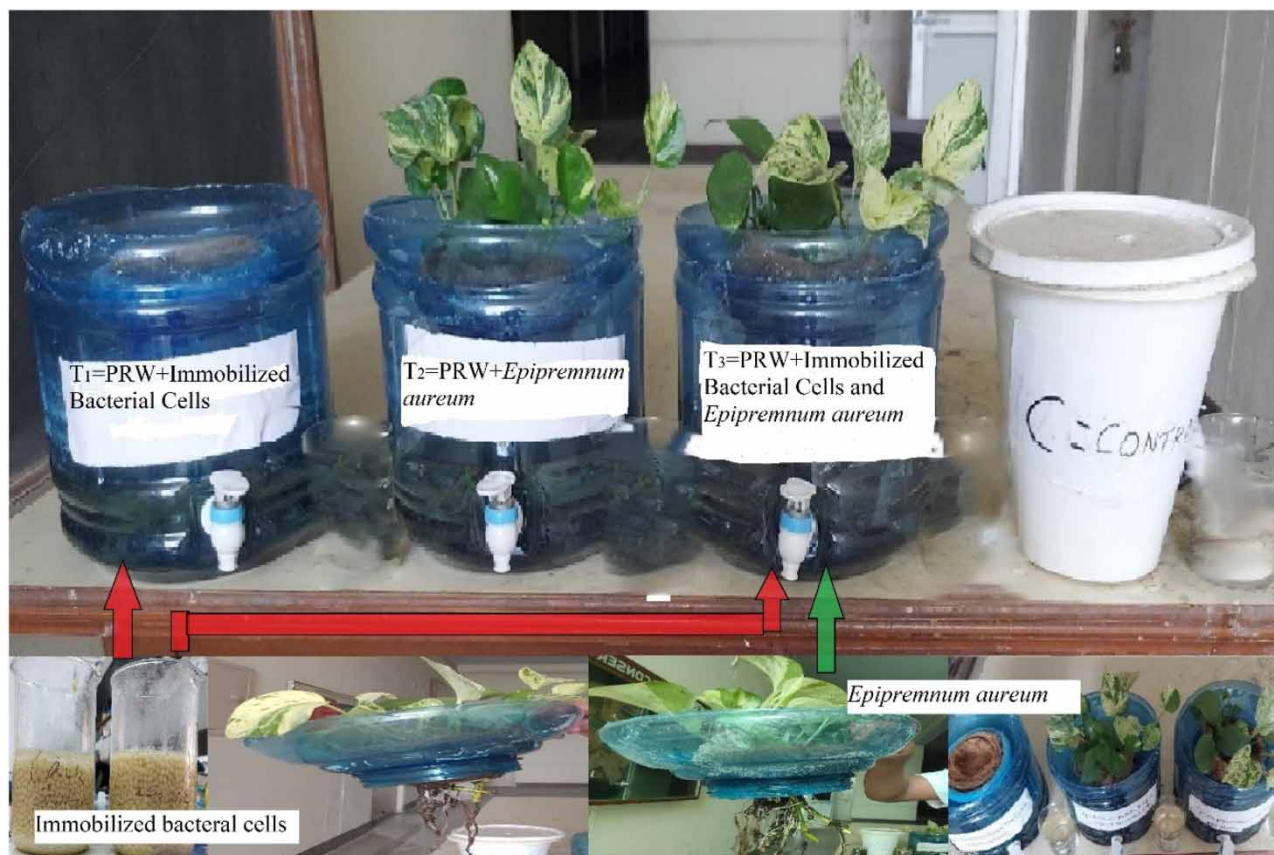 T1=PRW+Immobilized
Bacterial Cells
T2=PRW+Epipremnum
aureum
T3=PRW+Immobilized
Bacterial Cells and
Epipremnum aureum
C=CONTR
Epipremnum aureum
Immobilized bacteral cells